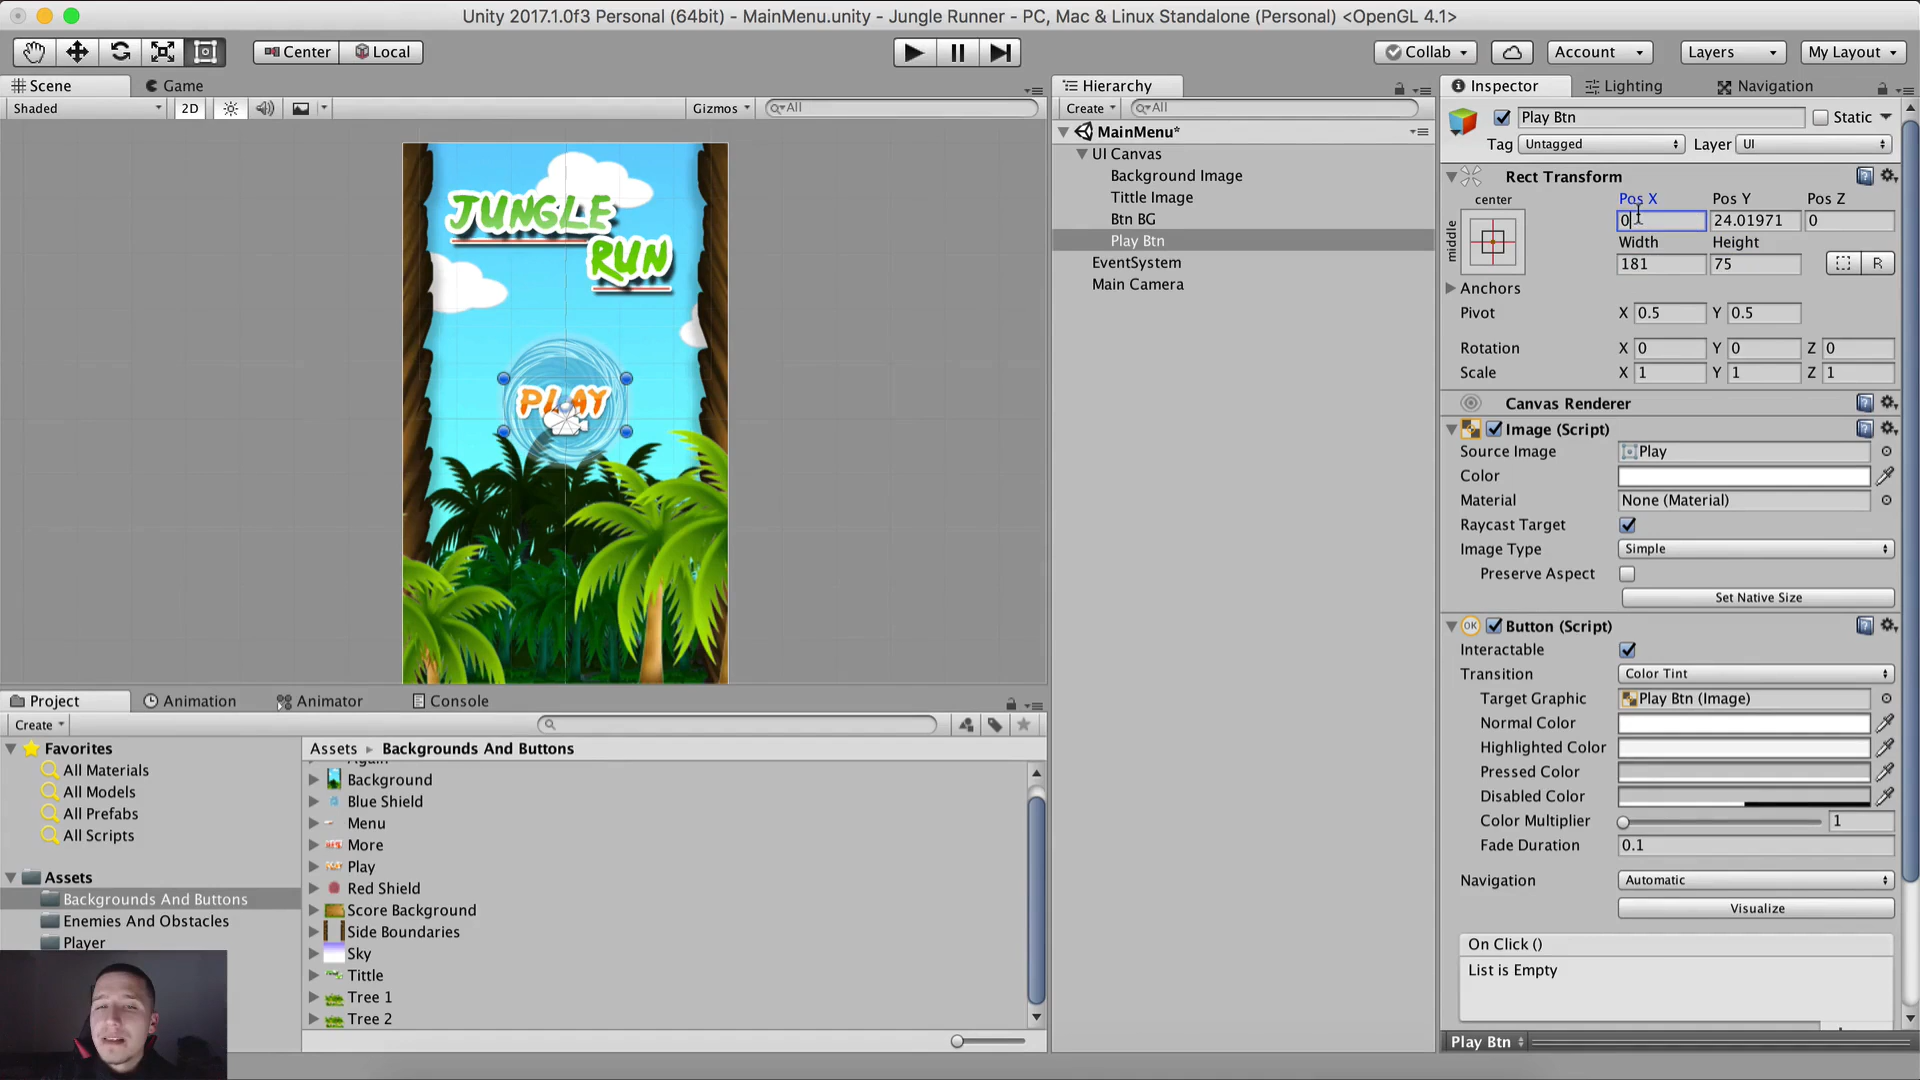 Unity 2017.1.0f3 Personal (64bit) - MainMenu.unity - Jungle Runner - PC, Mac & Linux Standalone (Personal) <OpenGL 4.1>
Center Local Collab Account Layers My Layout
Scene Game
Shaded 2D Gizmos All
JUNGLE
RUN
PLAY
Hierarchy
Create All
MainMenu*
UI Canvas
Background Image
Tittle Image
Btn BG
Play Btn
EventSystem
Main Camera
Inspector Lighting Navigation
Play Btn Static
Tag Untagged Layer UI
Rect Transform
center Pos X Pos Y Pos Z
middle 0 24.01971 0
Width Height
181 75 R
Anchors
Pivot X 0.5 Y 0.5
Rotation X 0 Y 0 Z 0
Scale X 1 Y 1 Z 1
Canvas Renderer
Image (Script)
Source Image Play
Color
Material None (Material)
Raycast Target
Image Type Simple
Preserve Aspect
Set Native Size
OK Button (Script)
Interactable
Transition Color Tint
Target Graphic Play Btn (Image)
Normal Color
Highlighted Color
Pressed Color
Disabled Color
Color Multiplier 1
Fade Duration 0.1
Navigation Automatic
Visualize
On Click ()
List is Empty
Play Btn
Project Animation Animator Console
Create
Favorites
All Materials
All Models
All Prefabs
All Scripts
Assets
Backgrounds And Buttons
Enemies And Obstacles
Player
Assets Backgrounds And Buttons
Background
Blue Shield
Menu
More
Play
Red Shield
Score Background
Side Boundaries
Sky
Tittle
Tree 1
Tree 2